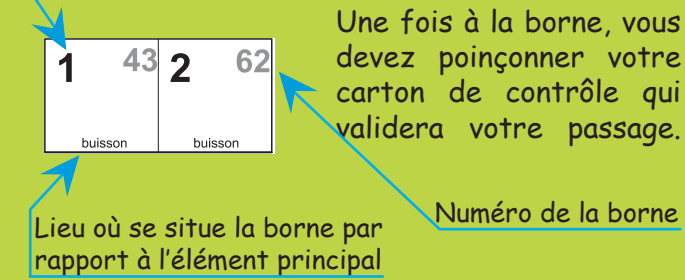 Une fois à la borne, vous
devez poinçonner votre
carton de contrôle qui
validera votre passage.
1 43 2 62
buisson buisson
Numéro de la borne
Lieu où se situe la borne par
rapport à l'élément principal